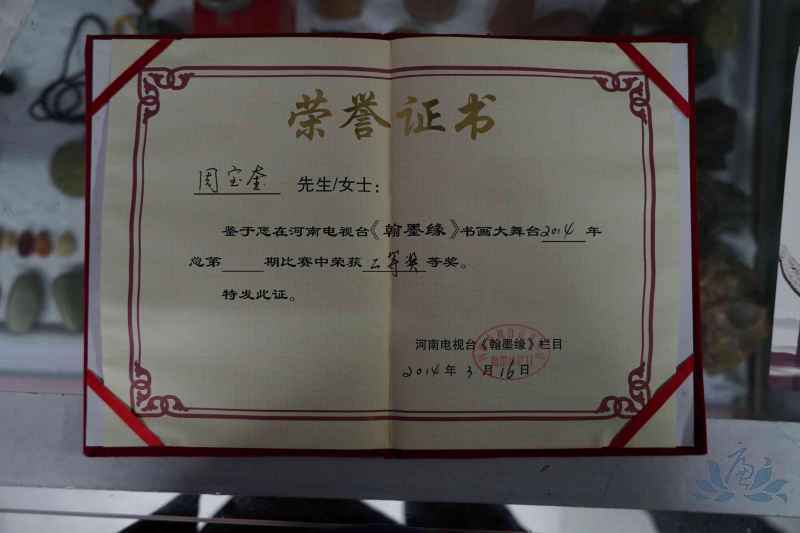 荣誉证书
周宝奎 先生/女士：
鉴于您在河南电视台《翰墨缘》书画大舞台2014年
总第 期比赛中荣获三等奖等奖。
特发此证。
河南电视台《翰墨缘》栏目
2014年3月16日